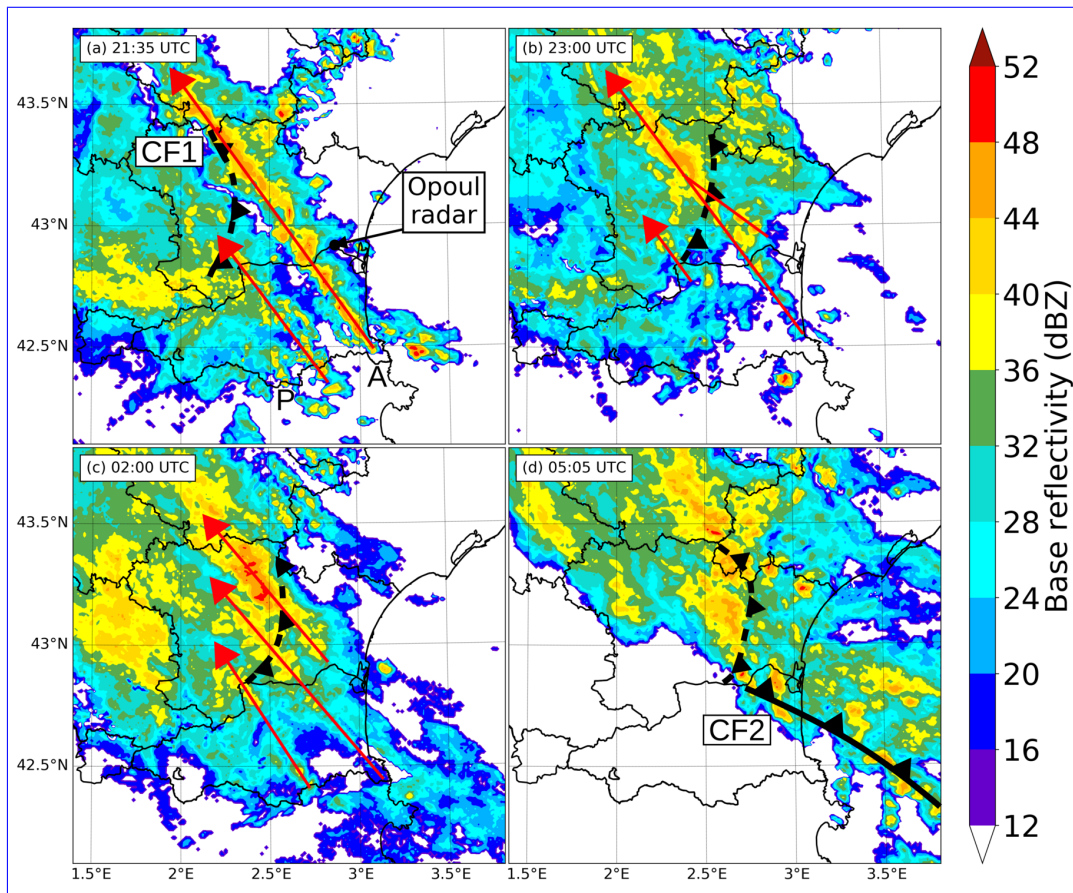 (a) 21:35 UTC
(b) 23:00 UTC
43.5°N
CF1
Opoul
radar
43°N
42.5°N
P
A
(c) 02:00 UTC
(d) 05:05 UTC
43.5°N
43°N
CF2
42.5°N
1.5°E 2°E 2.5°E 3°E 3.5°E
1.5°E 2°E 2.5°E 3°E 3.5°E
52
48
44
40
36
32
28
24
20
16
12
Base reflectivity (dBZ)